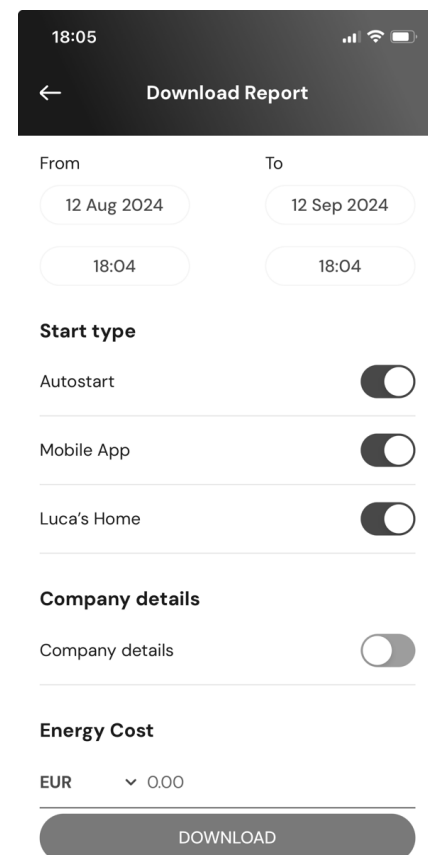 18:05
Download Report
From To
12 Aug 2024 12 Sep 2024
18:04 18:04
Start type
Autostart
Mobile App
Luca’s Home
Company details
Company details
Energy Cost
EUR 0.00
DOWNLOAD